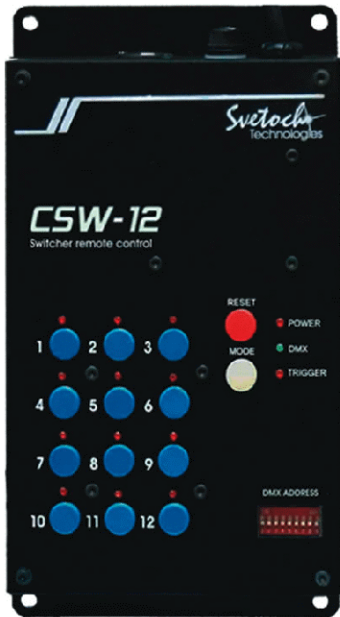 Svetoch
Technologies
CSW-12
Switcher remote control
RESET
POWER
1 2 3
DMX
MODE
TRIGGER
4 5 6
7 8 9
DMX ADDRESS
10 11 12